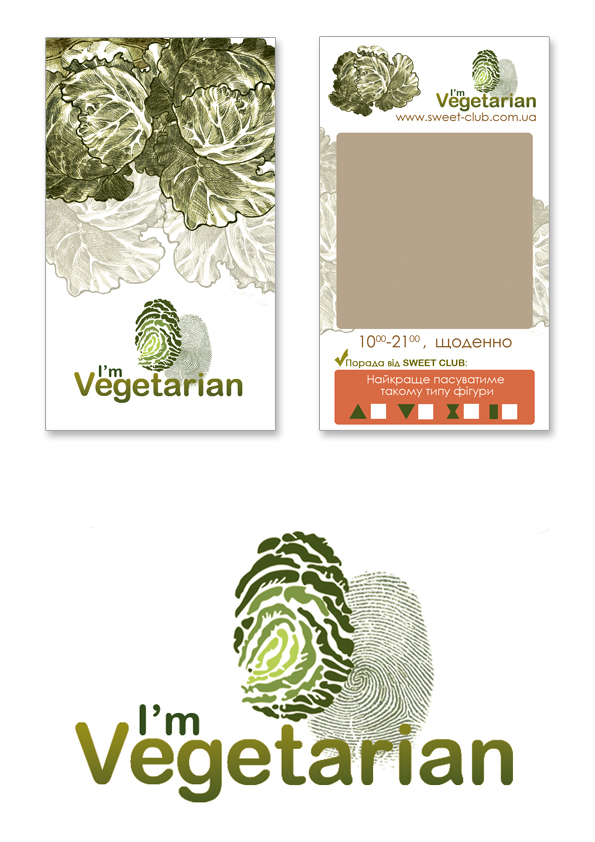 I'm
Vegetarian
I'm
Vegetarian
www.sweet-club.com.ua
10⁰⁰-21⁰⁰, щоденно
Порада від SWEET CLUB:
Найкраще пасуватиме
такому типу фігури
I'm
Vegetarian